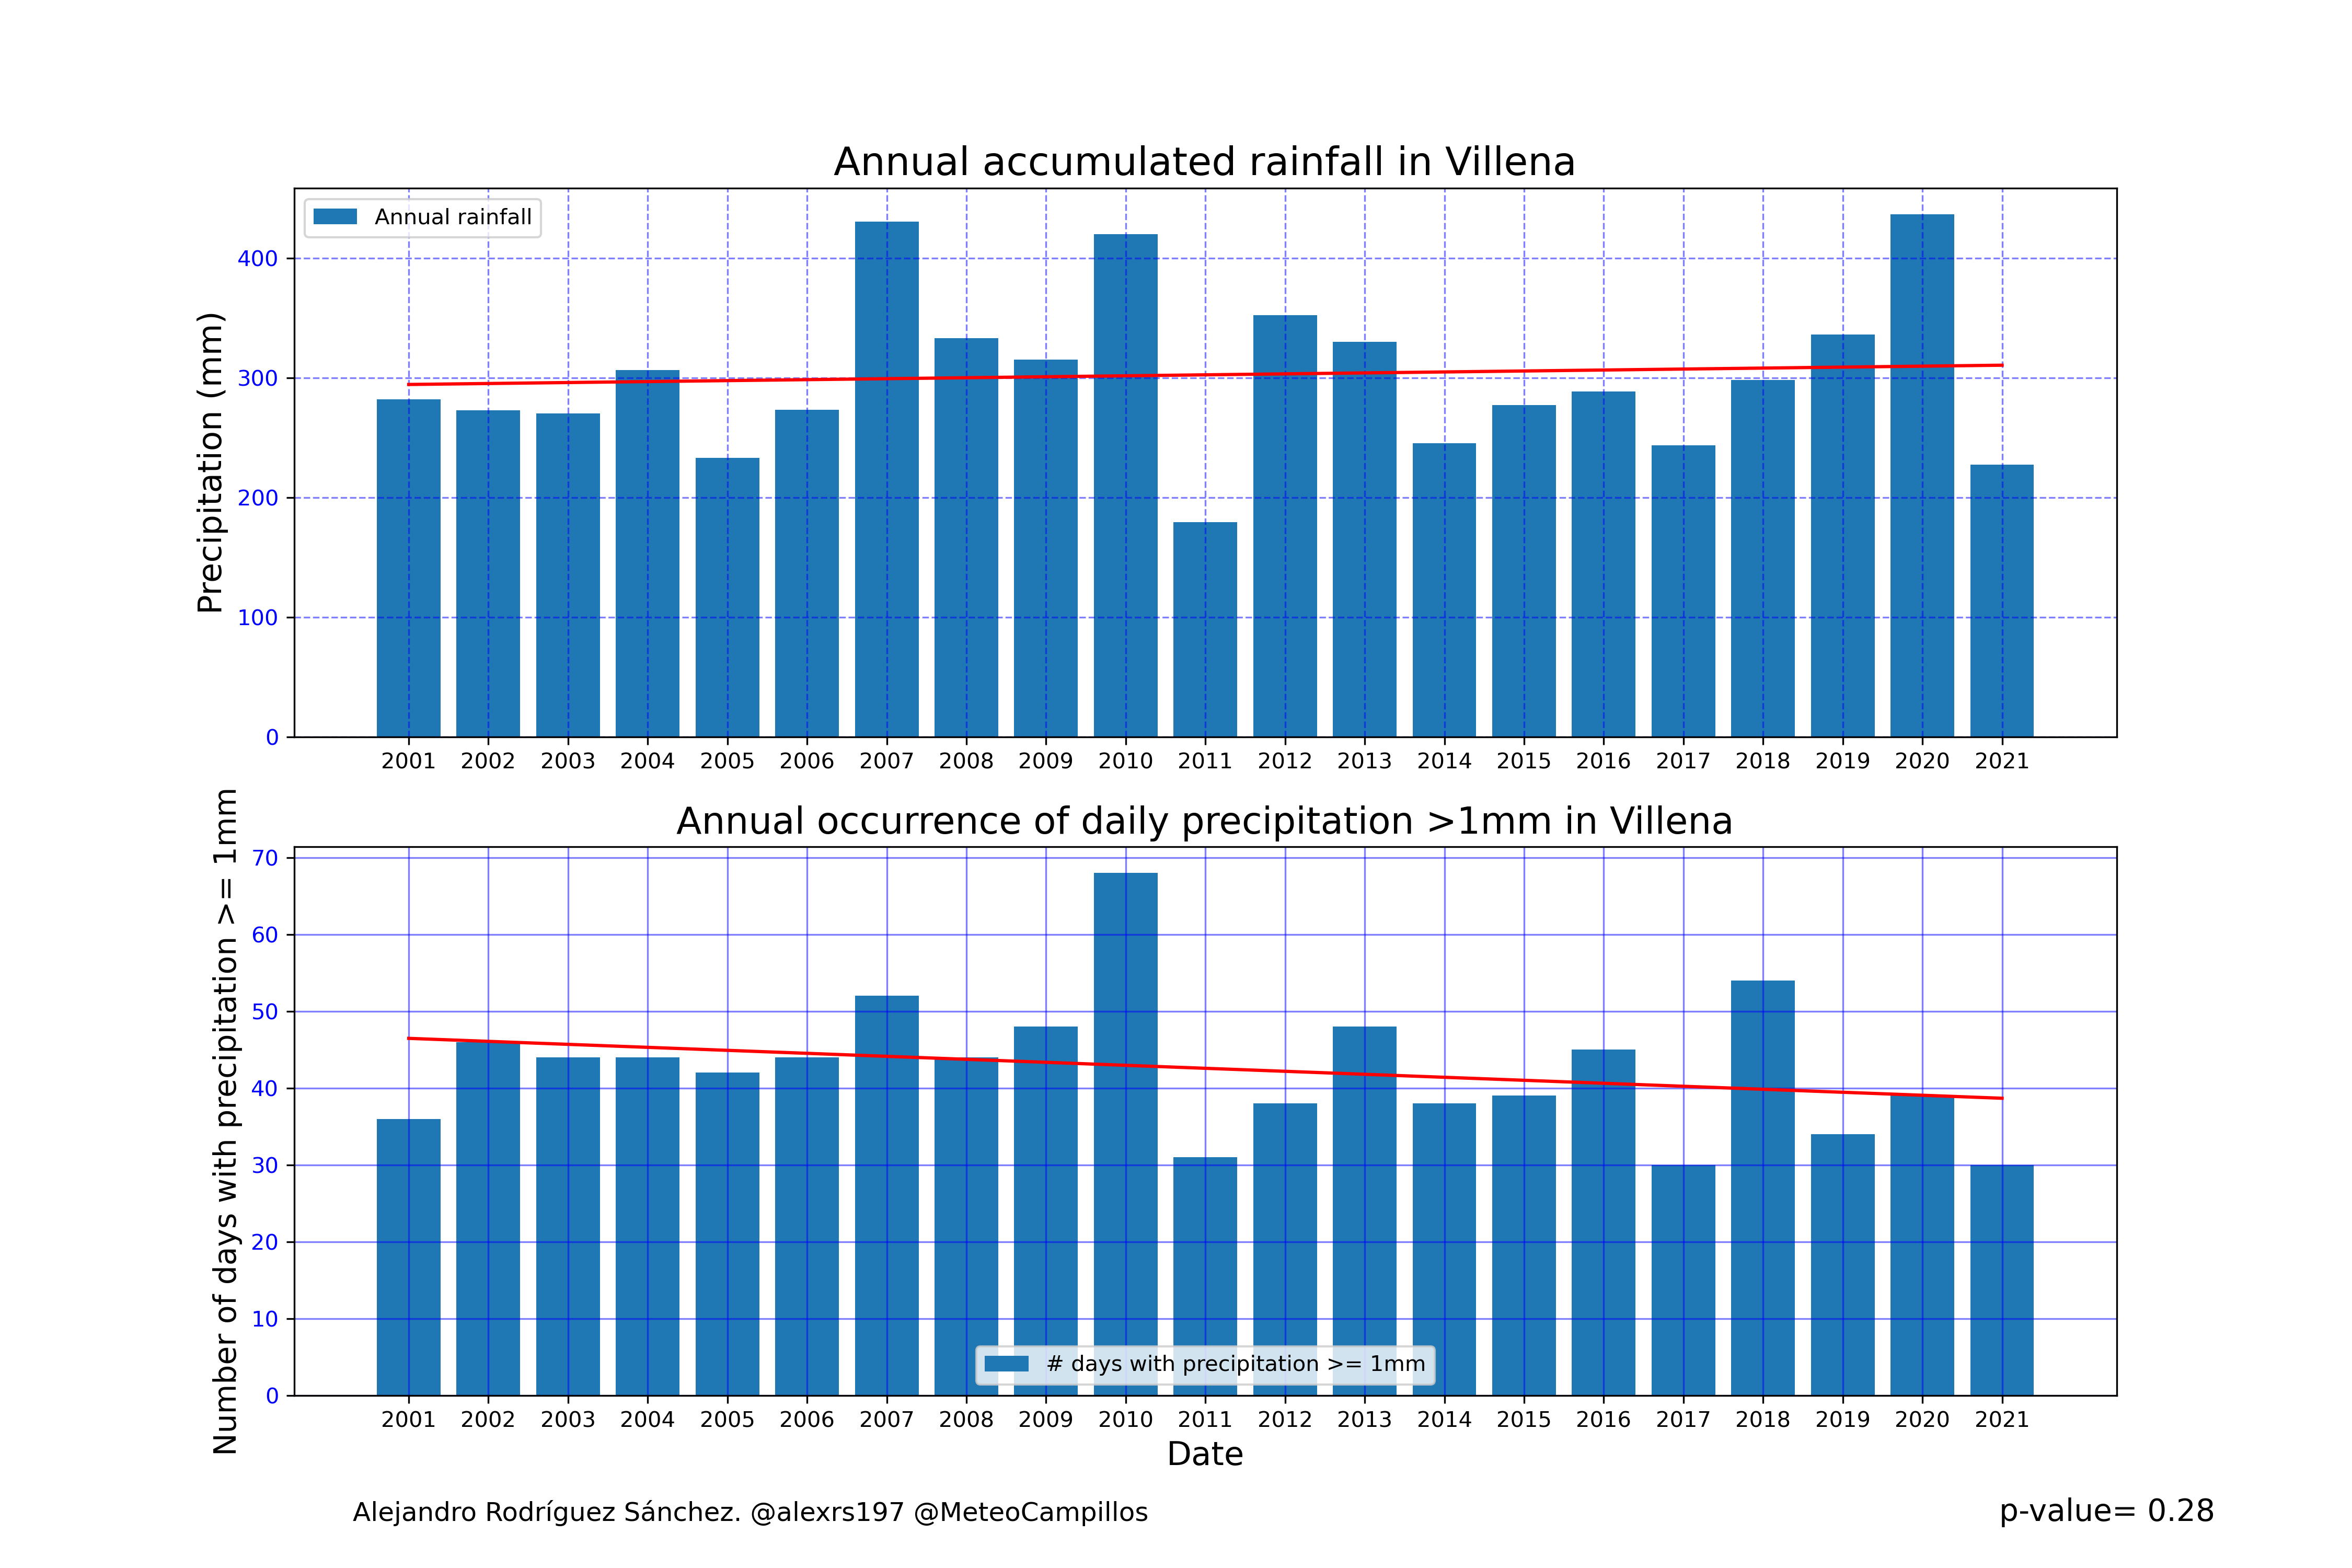 Annual accumulated rainfall in Villena
Annual rainfall
Precipitation (mm)
400
300
200
100
0
2001 2002 2003 2004 2005 2006 2007 2008 2009 2010 2011 2012 2013 2014 2015 2016 2017 2018 2019 2020 2021
Annual occurrence of daily precipitation >1mm in Villena
Number of days with precipitation >= 1mm
70
60
50
40
30
20
10
0
# days with precipitation >= 1mm
2001 2002 2003 2004 2005 2006 2007 2008 2009 2010 2011 2012 2013 2014 2015 2016 2017 2018 2019 2020 2021
Date
Alejandro Rodríguez Sánchez. @alexrs197 @MeteoCampillos
p-value= 0.28